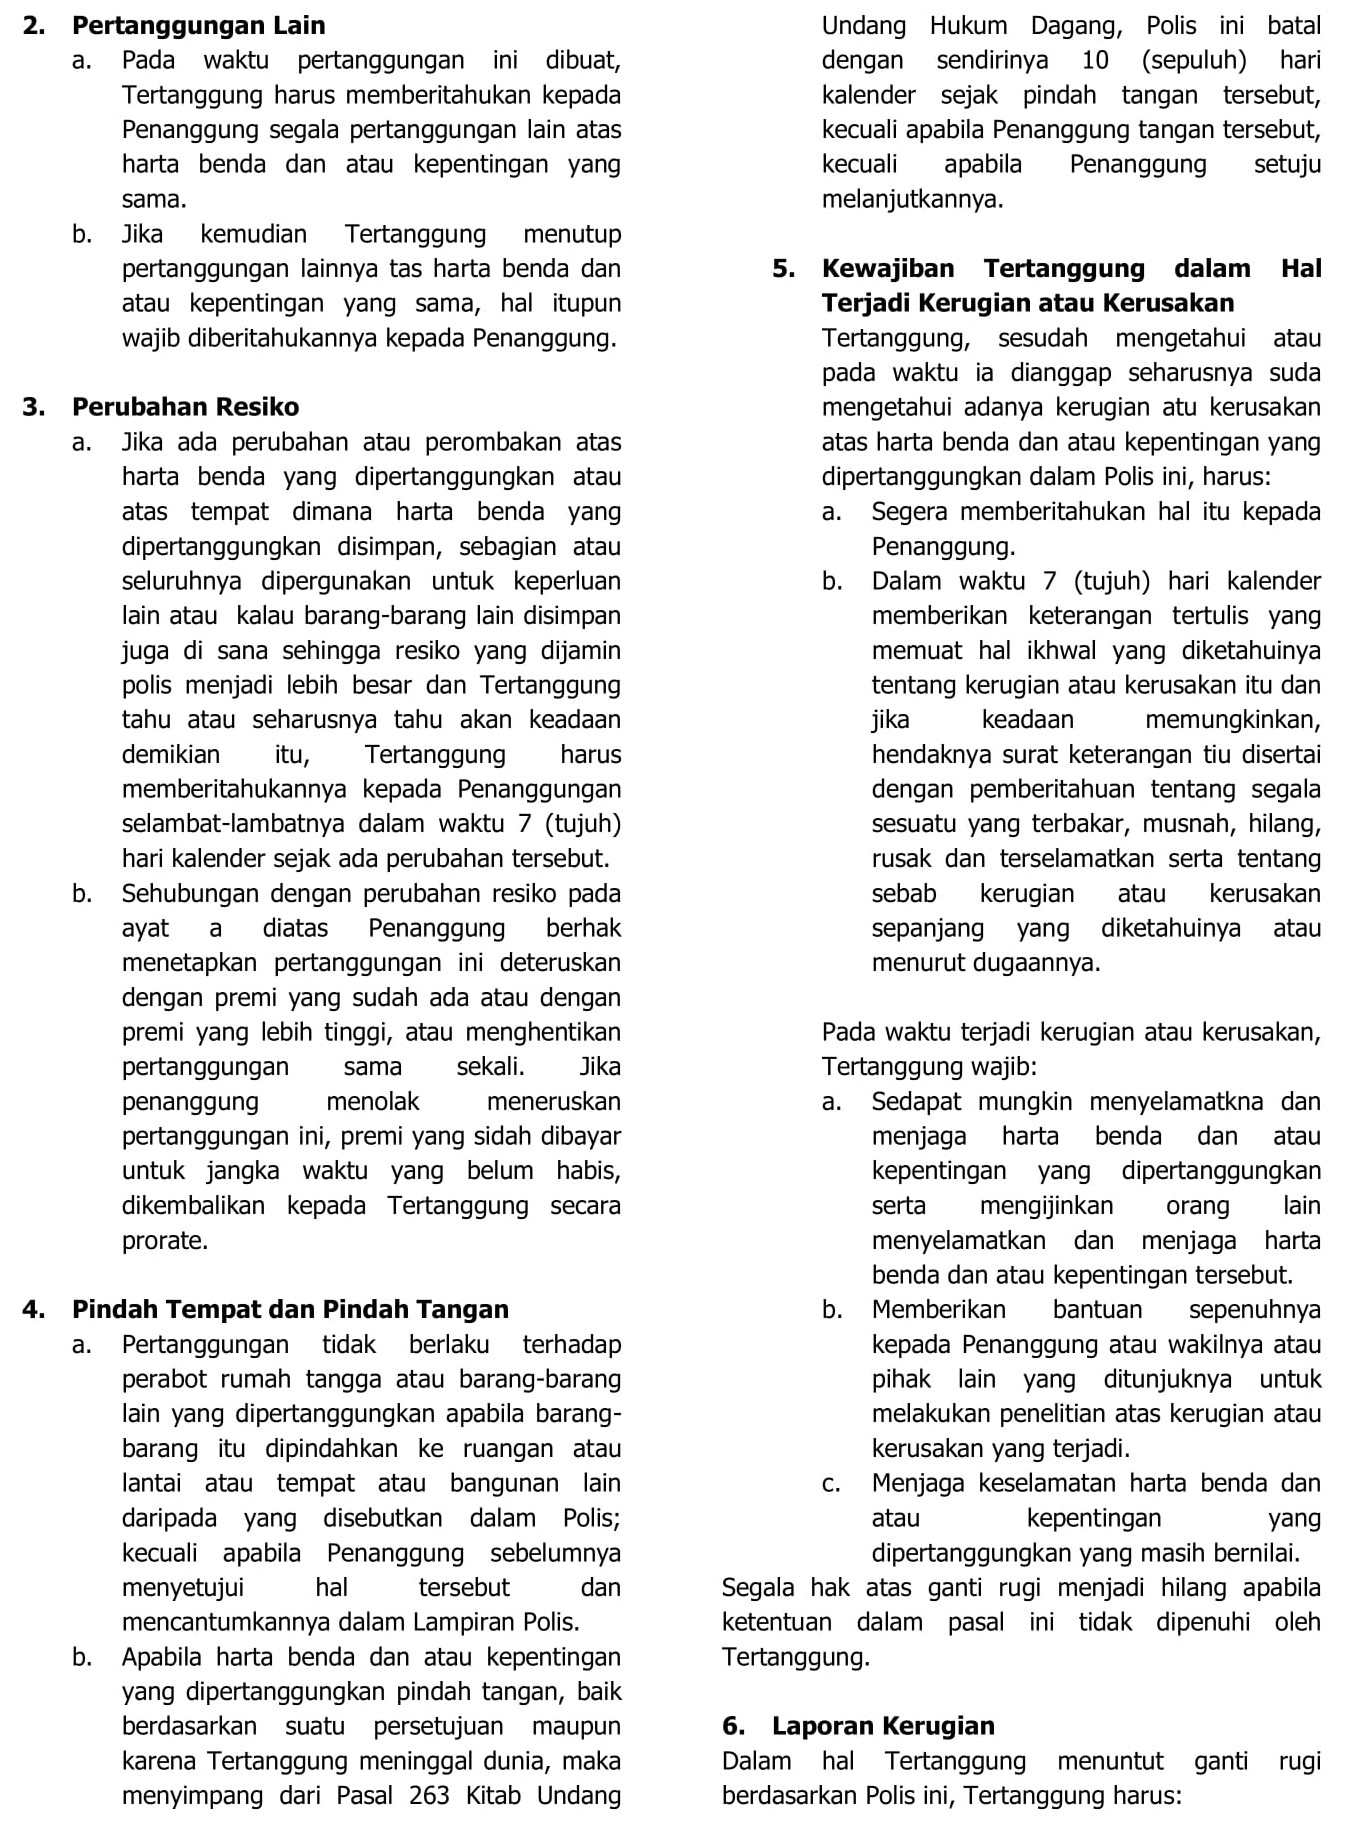 2. Pertanggungan Lain
a. Pada waktu pertanggungan ini dibuat,
Tertanggung harus memberitahukan kepada
Penanggung segala pertanggungan lain atas
harta benda dan atau kepentingan yang
sama.
b. Jika kemudian Tertanggung menutup
pertanggungan lainnya tas harta benda dan
atau kepentingan yang sama, hal itupun
wajib diberitahukannya kepada Penanggung.
3. Perubahan Resiko
a. Jika ada perubahan atau perombakan atas
harta benda yang dipertanggungkan atau
atas tempat dimana harta benda yang
dipertanggungkan disimpan, sebagian atau
seluruhnya dipergunakan untuk keperluan
lain atau kalau barang-barang lain disimpan
juga di sana sehingga resiko yang dijamin
polis menjadi lebih besar dan Tertanggung
tahu atau seharusnya tahu akan keadaan
demikian itu, Tertanggung harus
memberitahukannya kepada Penanggungan
selambat-lambatnya dalam waktu 7 (tujuh)
hari kalender sejak ada perubahan tersebut.
b. Sehubungan dengan perubahan resiko pada
ayat a diatas Penanggung berhak
menetapkan pertanggungan ini deteruskan
dengan premi yang sudah ada atau dengan
premi yang lebih tinggi, atau menghentikan
pertanggungan sama sekali. Jika
penanggung menolak meneruskan
pertanggungan ini, premi yang sidah dibayar
untuk jangka waktu yang belum habis,
dikembalikan kepada Tertanggung secara
prorate.
4. Pindah Tempat dan Pindah Tangan
a. Pertanggungan tidak berlaku terhadap
perabot rumah tangga atau barang-barang
lain yang dipertanggungkan apabila barang-
barang itu dipindahkan ke ruangan atau
lantai atau tempat atau bangunan lain
daripada yang disebutkan dalam Polis;
kecuali apabila Penanggung sebelumnya
menyetujui hal tersebut dan
mencantumkannya dalam Lampiran Polis.
b. Apabila harta benda dan atau kepentingan
yang dipertanggungkan pindah tangan, baik
berdasarkan suatu persetujuan maupun
karena Tertanggung meninggal dunia, maka
menyimpang dari Pasal 263 Kitab Undang
Undang Hukum Dagang, Polis ini batal
dengan sendirinya 10 (sepuluh) hari
kalender sejak pindah tangan tersebut,
kecuali apabila Penanggung tangan tersebut,
kecuali apabila Penanggung setuju
melanjutkannya.
5. Kewajiban Tertanggung dalam Hal
Terjadi Kerugian atau Kerusakan
Tertanggung, sesudah mengetahui atau
pada waktu ia dianggap seharusnya suda
mengetahui adanya kerugian atu kerusakan
atas harta benda dan atau kepentingan yang
dipertanggungkan dalam Polis ini, harus:
a. Segera memberitahukan hal itu kepada
Penanggung.
b. Dalam waktu 7 (tujuh) hari kalender
memberikan keterangan tertulis yang
memuat hal ikhwal yang diketahuinya
tentang kerugian atau kerusakan itu dan
jika keadaan memungkinkan,
hendaknya surat keterangan tiu disertai
dengan pemberitahuan tentang segala
sesuatu yang terbakar, musnah, hilang,
rusak dan terselamatkan serta tentang
sebab kerugian atau kerusakan
sepanjang yang diketahuinya atau
menurut dugaannya.
Pada waktu terjadi kerugian atau kerusakan,
Tertanggung wajib:
a. Sedapat mungkin menyelamatkna dan
menjaga harta benda dan atau
kepentingan yang dipertanggungkan
serta mengijinkan orang lain
menyelamatkan dan menjaga harta
benda dan atau kepentingan tersebut.
b. Memberikan bantuan sepenuhnya
kepada Penanggung atau wakilnya atau
pihak lain yang ditunjuknya untuk
melakukan penelitian atas kerugian atau
kerusakan yang terjadi.
c. Menjaga keselamatan harta benda dan
atau kepentingan yang
dipertanggungkan yang masih bernilai.
Segala hak atas ganti rugi menjadi hilang apabila
ketentuan dalam pasal ini tidak dipenuhi oleh
Tertanggung.
6. Laporan Kerugian
Dalam hal Tertanggung menuntut ganti rugi
berdasarkan Polis ini, Tertanggung harus: